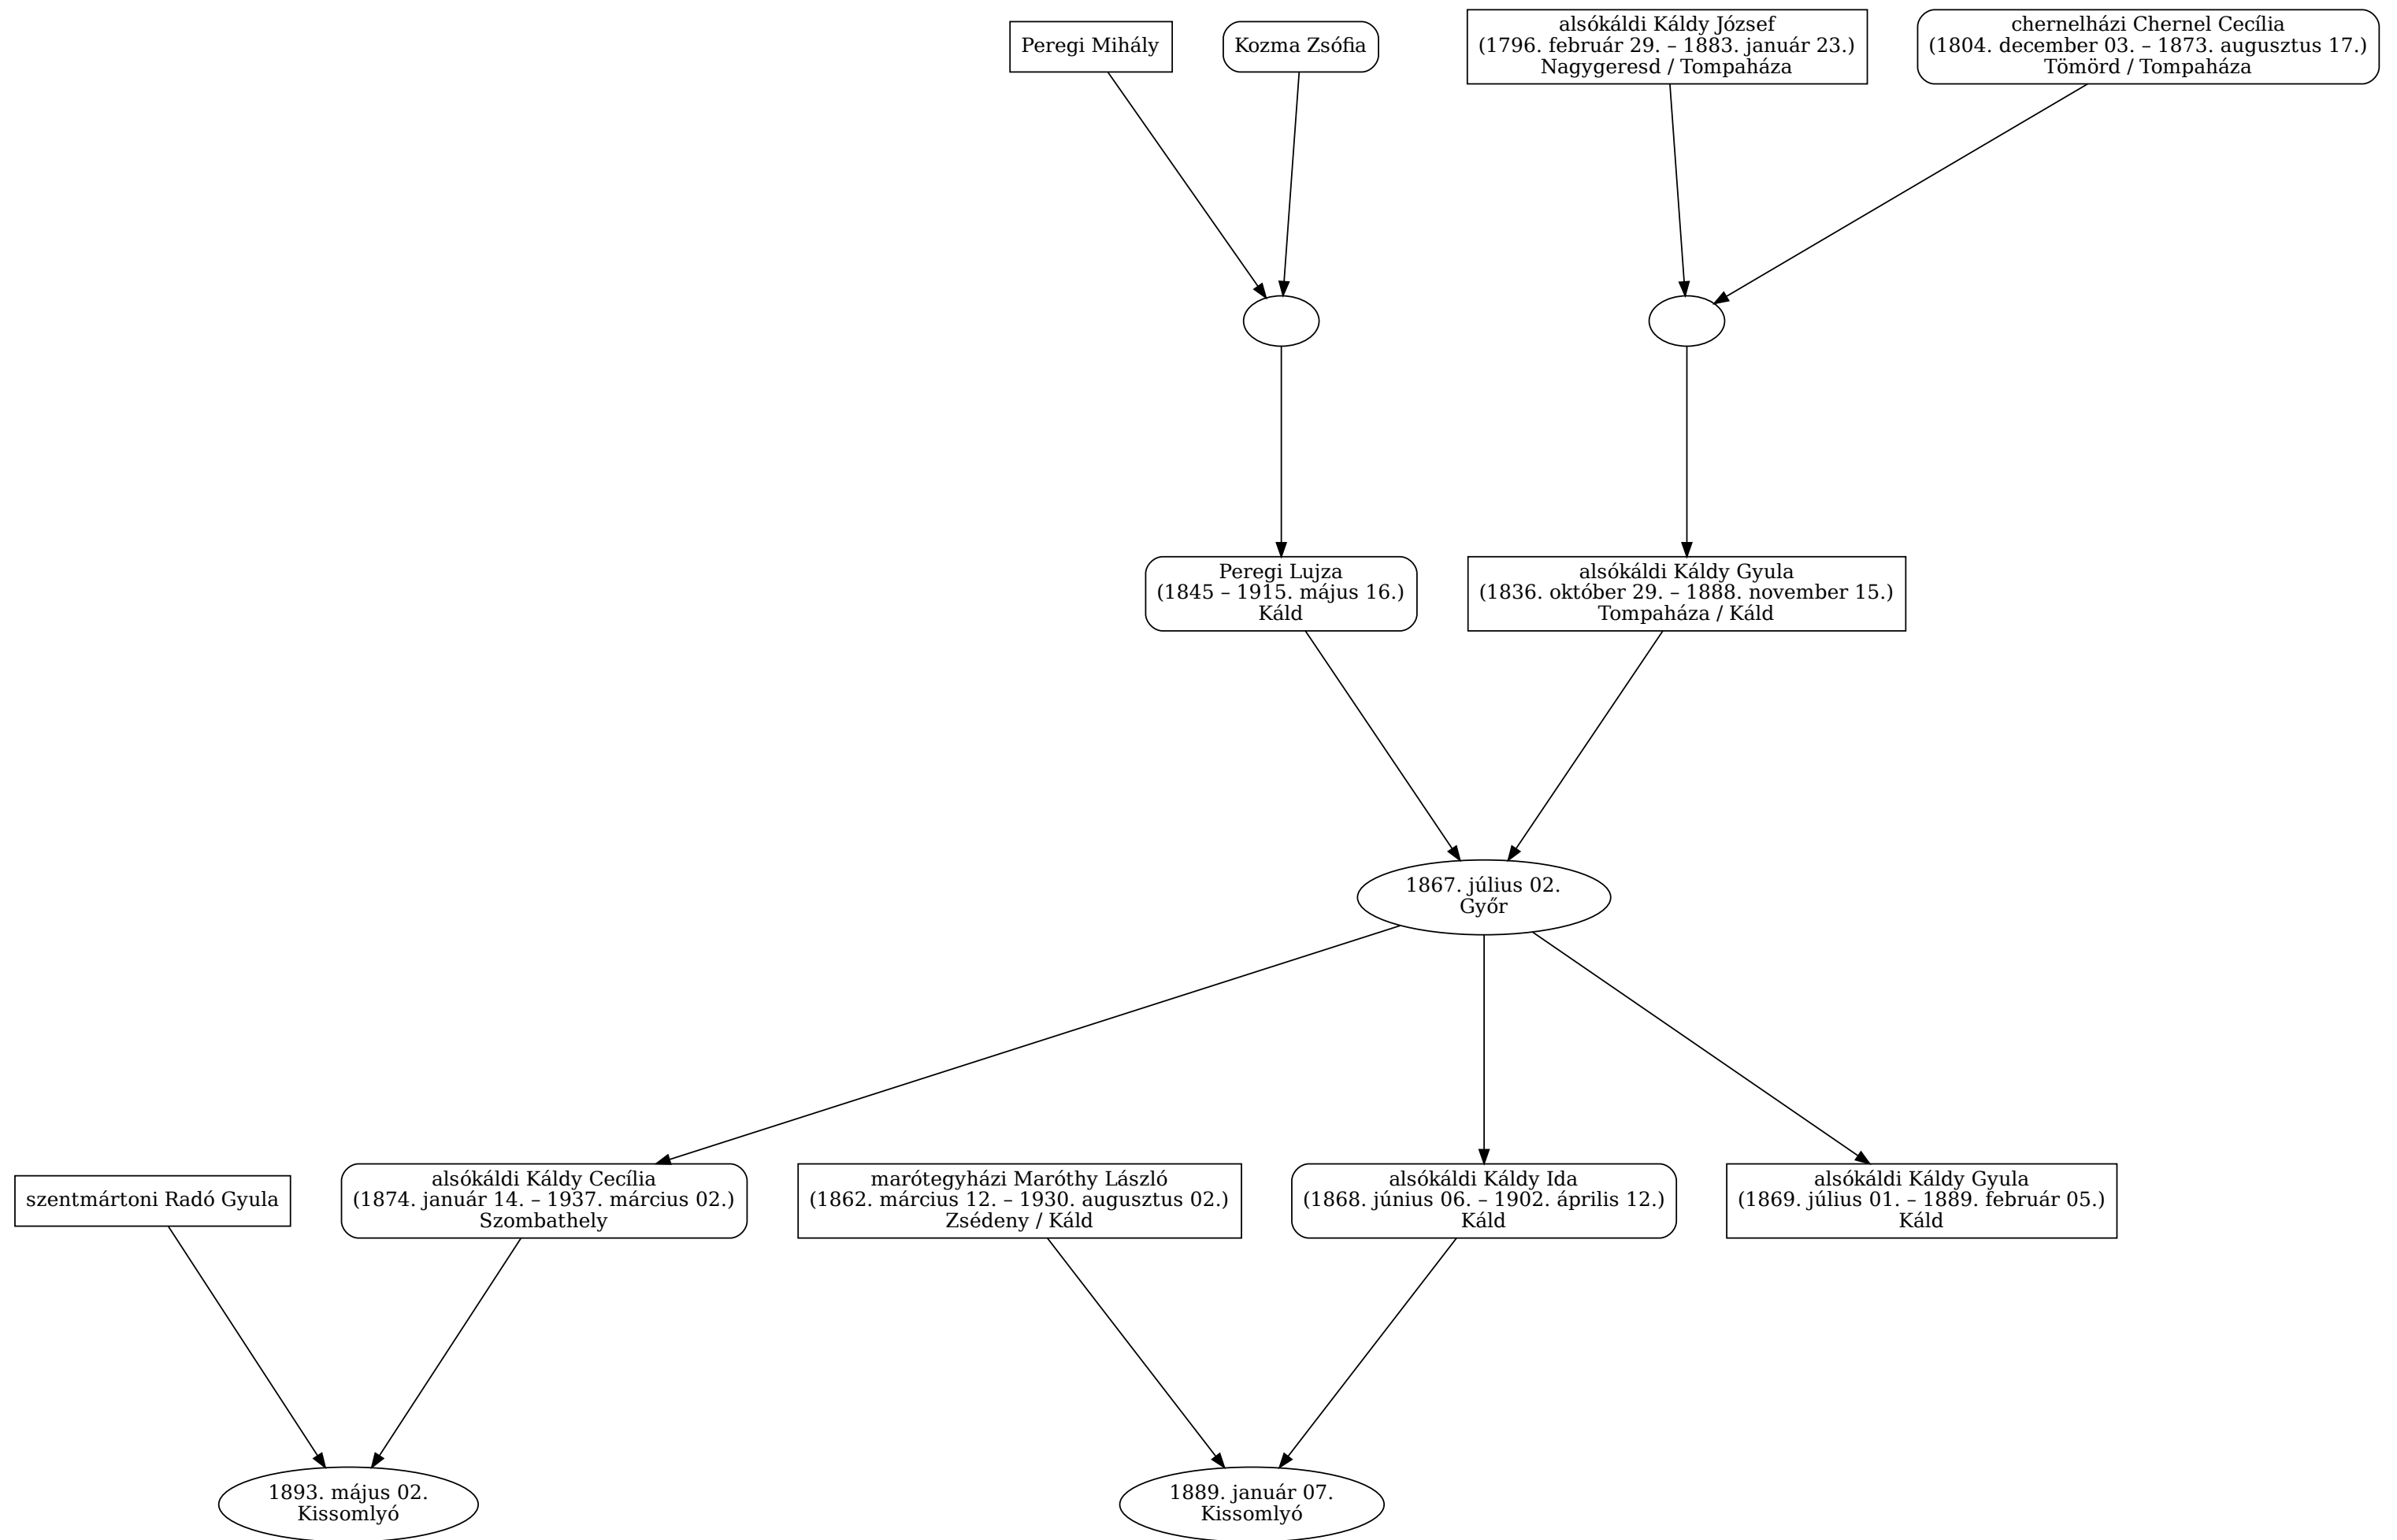 Peregi Mihály
Kozma Zsófia
alsókáldi Káldy József
(1796. február 29. – 1883. január 23.)
Nagygeresd / Tompaháza
chernelházi Chernel Cecília
(1804. december 03. – 1873. augusztus 17.)
Tömörd / Tompaháza
Peregi Lujza
(1845 – 1915. május 16.)
Káld
alsókáldi Káldy Gyula
(1836. október 29. – 1888. november 15.)
Tompaháza / Káld
1867. július 02.
Győr
szentmártoni Radó Gyula
alsókáldi Káldy Cecília
(1874. január 14. – 1937. március 02.)
Szombathely
marótegyházi Maróthy László
(1862. március 12. – 1930. augusztus 02.)
Zsédeny / Káld
alsókáldi Káldy Ida
(1868. június 06. – 1902. április 12.)
Káld
alsókáldi Káldy Gyula
(1869. július 01. – 1889. február 05.)
Káld
1893. május 02.
Kissomlyó
1889. január 07.
Kissomlyó